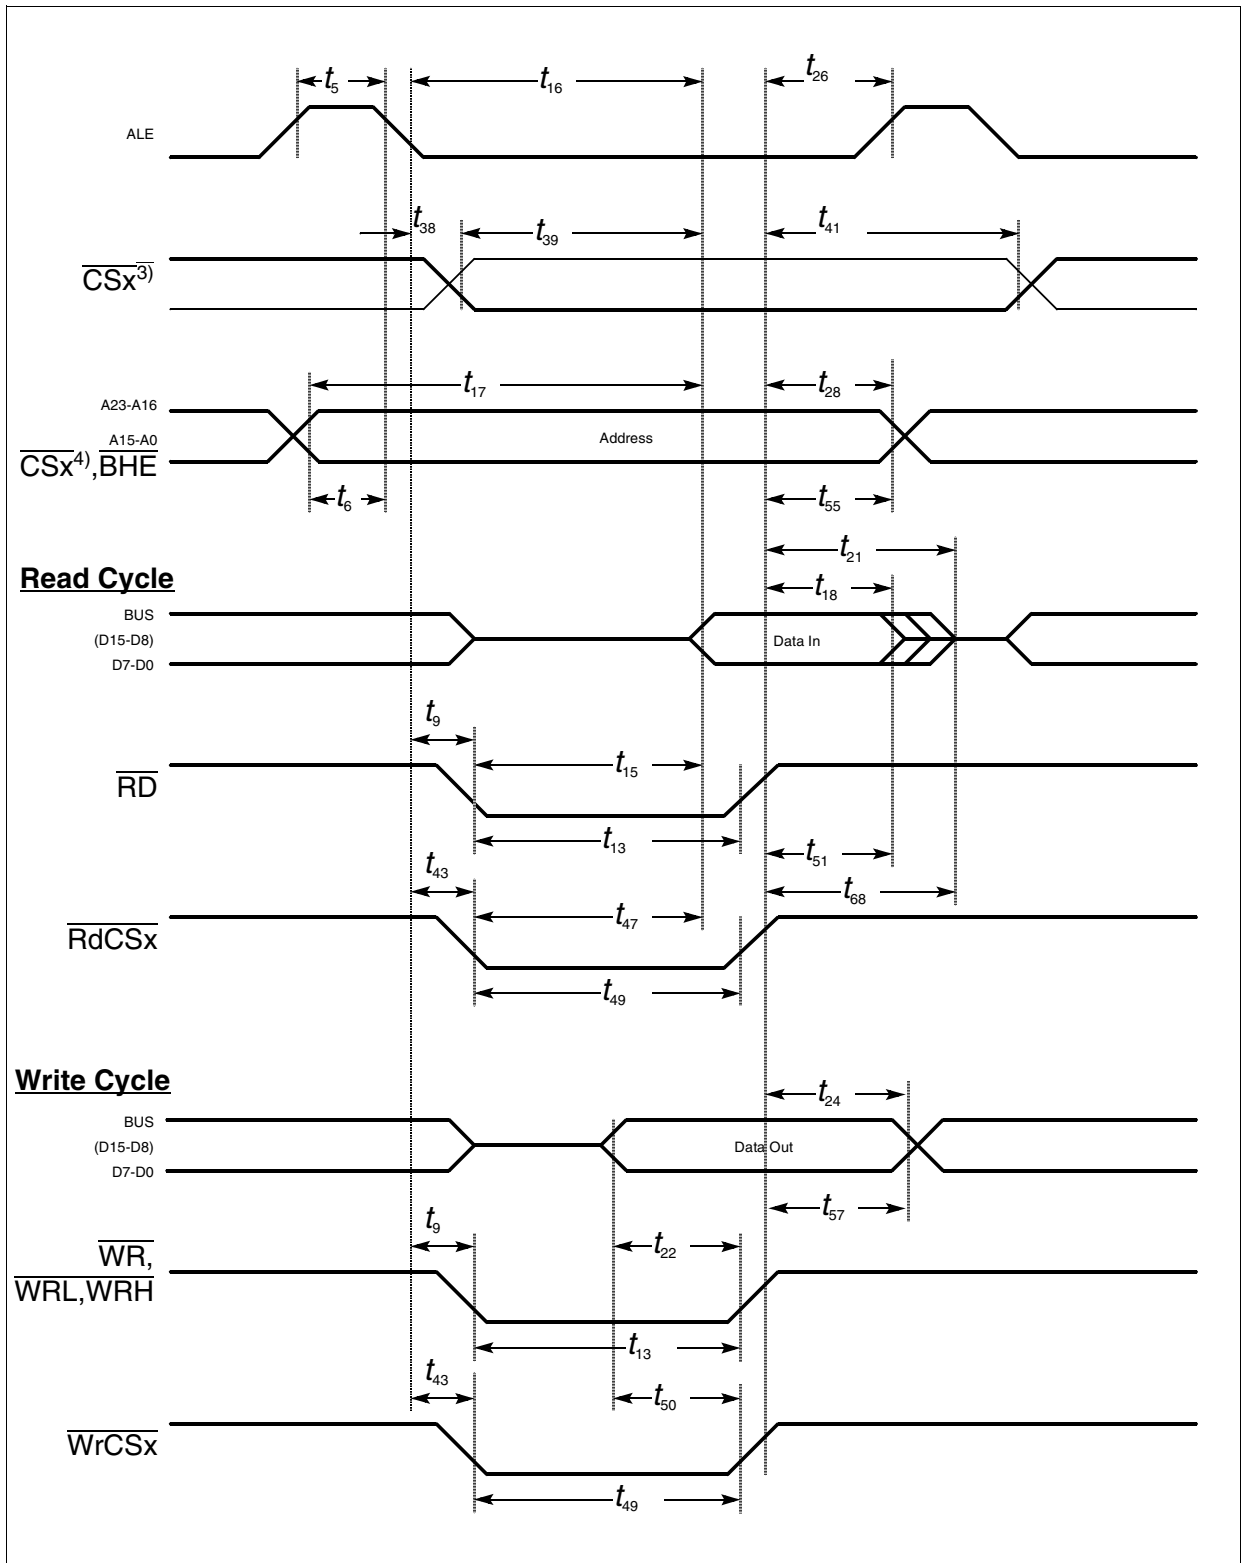 t5
t16
t26
ALE
t38
t39
t41
CSx3)
t17
t28
A23-A16
A15-A0
Address
CSx4),BHE
t6
t55
t21
Read Cycle
t18
BUS
(D15-D8)
Data In
D7-D0
t9
t15
RD
t13
t51
t43
t68
t47
RdCSx
t49
Write Cycle
t24
BUS
(D15-D8)
Data Out
D7-D0
t57
t9
t22
WR,
WRL,WRH
t13
t43
t50
WrCSx
t49